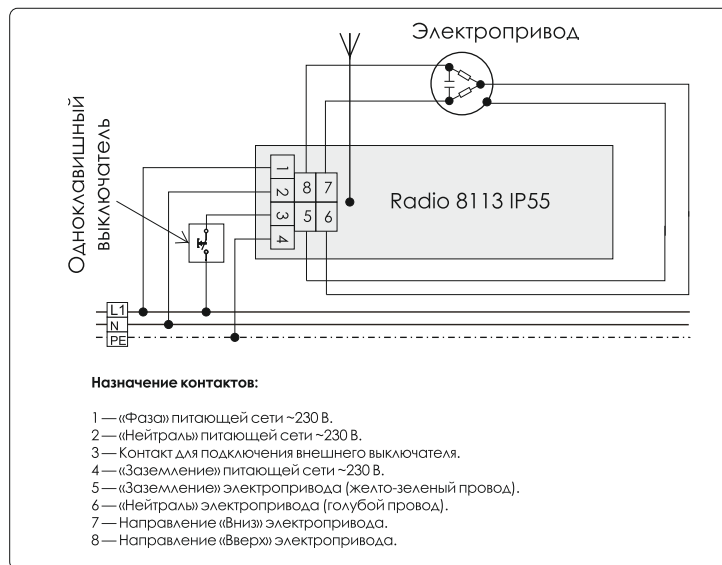 Электропривод
Одноклавишный
выключатель
1
2
3
4
8 7
5 6
Radio 8113 IP55
L1
N
PE
Назначение контактов:
1 — «Фаза» питающей сети ~230 В.
2 — «Нейтраль» питающей сети ~230 В.
3 — Контакт для подключения внешнего выключателя.
4 — «Заземление» питающей сети ~230 В.
5 — «Заземление» электропривода (желто-зеленый провод).
6 — «Нейтраль» электропривода (голубой провод).
7 — Направление «Вниз» электропривода.
8 — Направление «Вверх» электропривода.